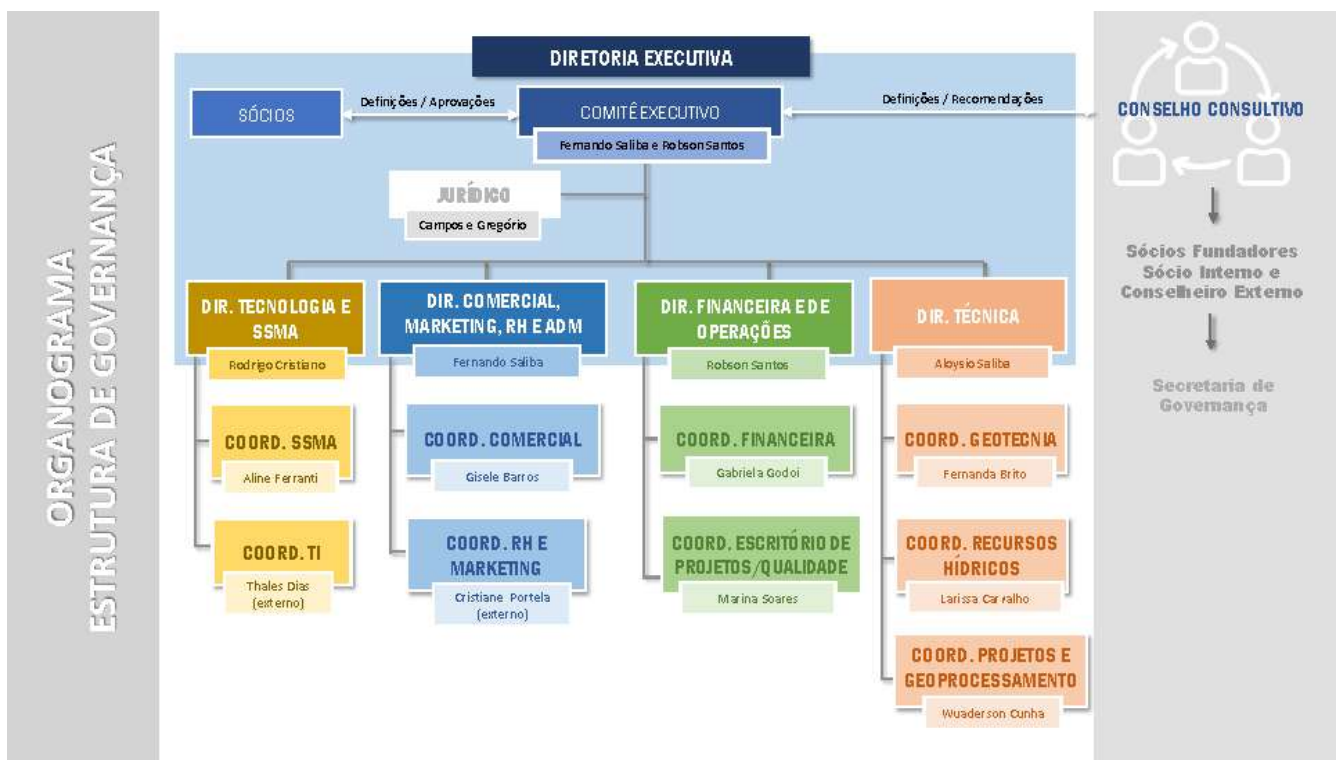 ORGANOGRAMA
ESTRUTURA DE GOVERNANÇA
DIRETORIA EXECUTIVA
SÓCIOS
Definições / Aprovações
COMITÊ EXECUTIVO
Fernando Saliba e Robson Santos
Definições / Recomendações
CONSELHO CONSULTIVO
JURÍDICO
Campos e Gregório
Sócios Fundadores
Sócio Interno e
Conselheiro Externo
Secretaria de
Governança
DIR. TECNOLOGIA E
SSMA
Rodrigo Cristiano
DIR. COMERCIAL,
MARKETING, RH E ADM
Fernando Saliba
DIR. FINANCEIRA E DE
OPERAÇÕES
Robson Santos
DIR. TÉCNICA
Aloysio Saliba
COORD. SSMA
Aline Ferranti
COORD. COMERCIAL
Gisele Barros
COORD. FINANCEIRA
Gabriela Godoi
COORD. GEOTECNIA
Fernanda Brito
COORD. TI
Thales Dias
(externo)
COORD. RH E
MARKETING
Cristiane Portela
(externo)
COORD. ESCRITÓRIO DE
PROJETOS/QUALIDADE
Marina Soares
COORD. RECURSOS
HÍDRICOS
Larissa Carvalho
COORD. PROJETOS E
GEOPROCESSAMENTO
Wuaderson Cunha